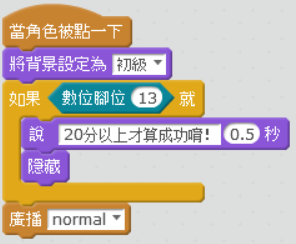 當角色被點一下
將背景設定為 初級
如果 數位腳位 13 就
說 20分以上才算成功唷! 0.5 秒
隐藏
廣播 normal